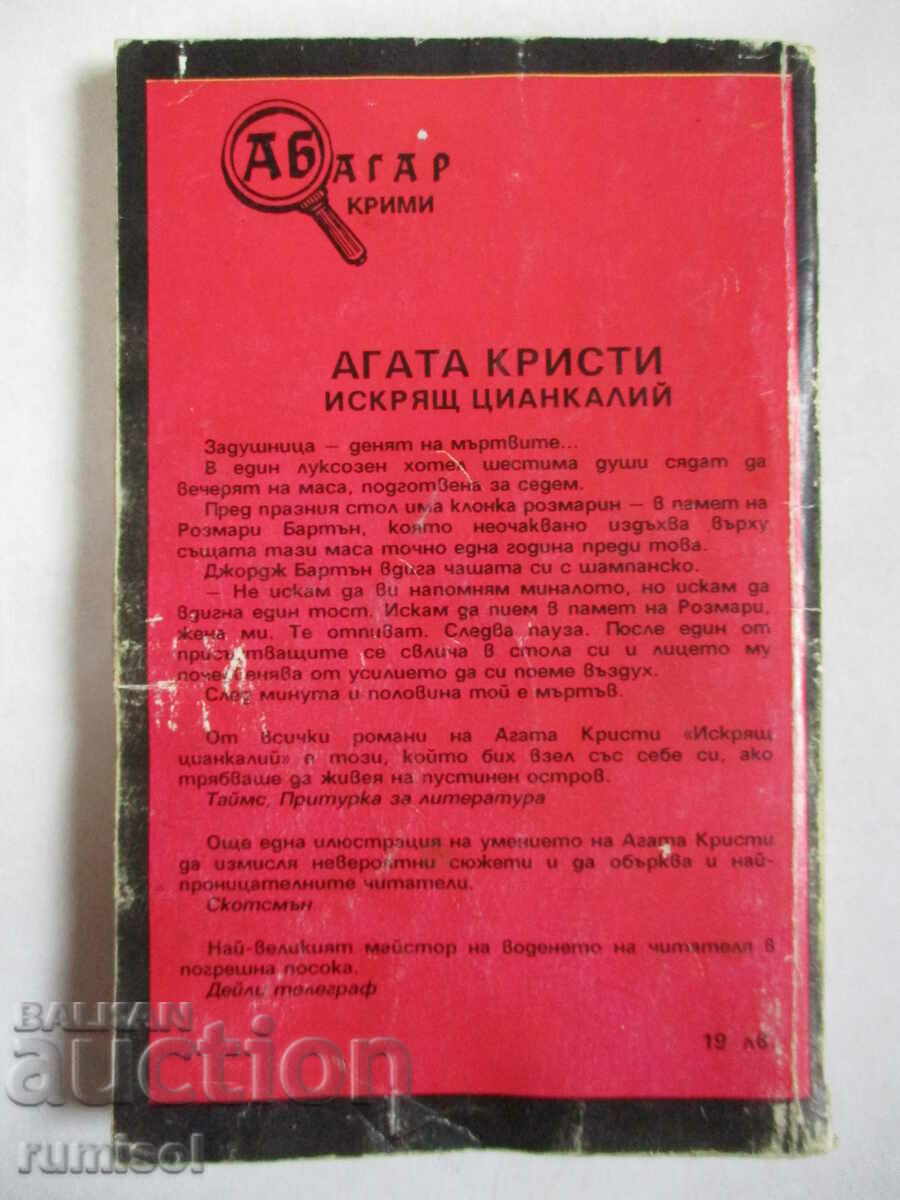 АБАГАР
КРИМИ
АГАТА КРИСТИ
ИСКРЯЩ ЦИАНКАЛИЙ
Задушница — денят на мъртвите...
В един луксозен хотел шестима души сядат да
вечерят на маса, подготвена за седем.
Пред празния стол има клонка розмарин — в памет на
Розмари Бартън, която неочаквано издъхва върху
същата тази маса точно една година преди това.
Джордж Бартън вдига чашата си с шампанско.
— Не искам да ви напомням миналото, но искам да
вдигна един тост. Искам да пием в памет на Розмари,
жена ми. Те отпиват. Следва пауза. После един от
присъстващите се свлича в стола си и лицето му
почервенява от усилието да си поеме въздух.
След минута и половина той е мъртъв.
От всички романи на Агата Кристи «Искрящ
цианкалий» е този, който бих взел със себе си, ако
трябваше да живея на пустинен остров.
Таймс, Притурка за литература
Още една илюстрация на умението на Агата Кристи
да измисля невероятни сюжети и да обърква и най-
проницателните читатели.
Скотсмън
Най-великият майстор на воденето на читателя в
погрешна посока.
Дейли телеграф
19 лв
BALKAN
auction
rumisol